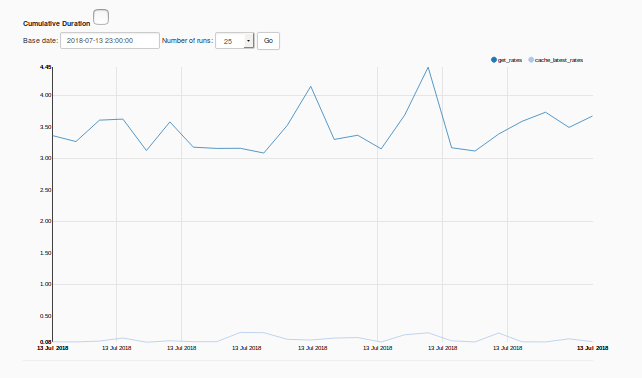 Cumulative Duration
Base date: 2018-07-13 23:00:00 Number of runs: 25 Go
get_rates cache_latest_rates
4.45
4.00
3.50
3.00
2.50
2.00
1.50
1.00
0.50
0.08
13 Jul 2018 13 Jul 2018 13 Jul 2018 13 Jul 2018 13 Jul 2018 13 Jul 2018 13 Jul 2018 13 Jul 2018 13 Jul 2018